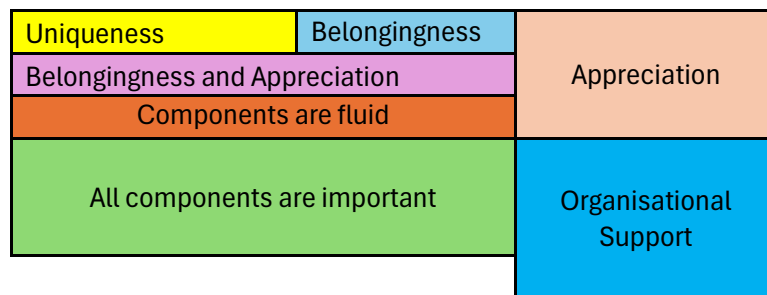 Uniqueness
Belongingness
Belongingness and Appreciation
Appreciation
Components are fluid
All components are important
Organisational
Support